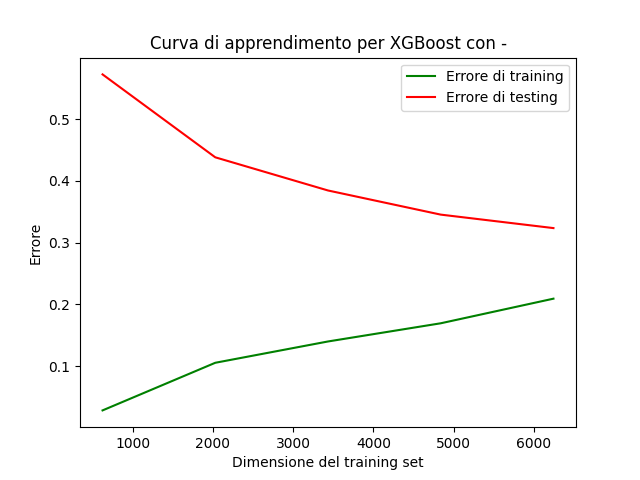 Curva di apprendimento per XGBoost con -
Errore di training
Errore di testing
0.5
0.4
0.3
0.2
0.1
Errore
1000
2000
3000
4000
5000
6000
Dimensione del training set